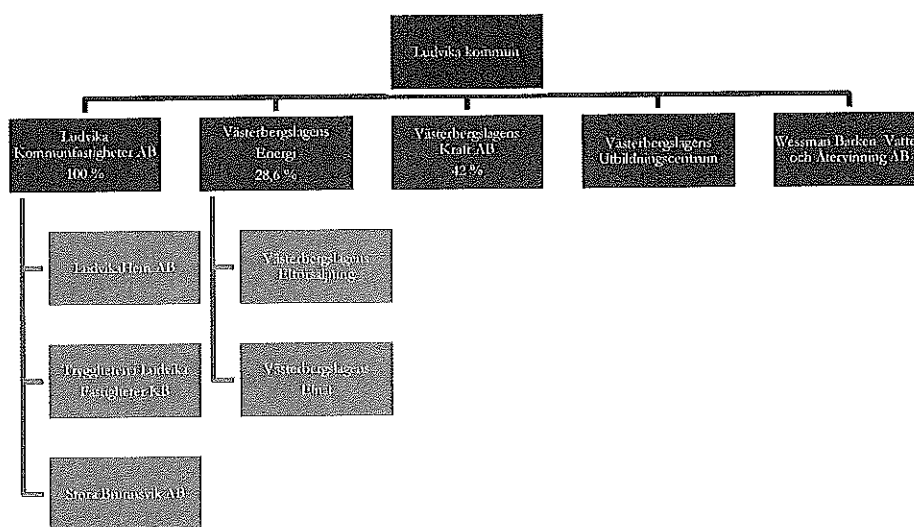 Ludvika kommun
Ludvika
Kommunfastigheter AB
100 %
Västerbergslagens
Energi
28,6 %
Västerbergslagens
Kraft AB
42 %
Västerbergslagens
Utbildningscentrum
Wessman Barken Vatten
och Återvinning AB
Ludvika Hem AB
Västerbergslagens
Elförsäljning
Tryggheten i Ludvika
Fastigheter KB
Västerbergslagens
Elnät
Stora Brunnsvik AB